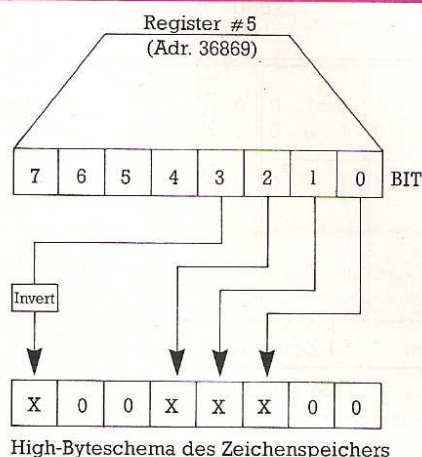 Register #5
(Adr. 36869)
7 6 5 4 3 2 1 0 BIT
Invert
X 0 0 X X X 0 0
High-Byteschema des Zeichenspeichers